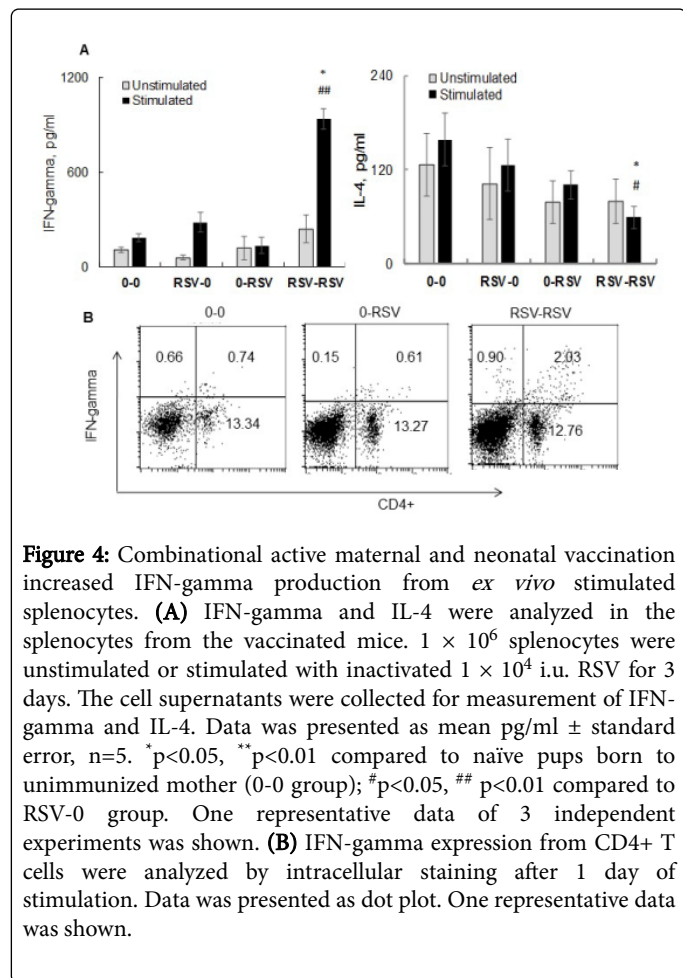 A
1200
600
0
IFN-gamma, pg/ml
Unstimulated
Stimulated
*
##
0-0 RSV-0 0-RSV RSV-RSV
240
120
0
IL-4, pg/ml
Unstimulated
Stimulated
*
#
0-0 RSV-0 0-RSV RSV-RSV
B
0-0 0-RSV RSV-RSV
IFN-gamma
0.66 0.74
13.34
0.15 0.61
13.27
0.90 2.03
12.76
CD4+
Figure 4: Combinational active maternal and neonatal vaccination
increased IFN-gamma production from ex vivo stimulated
splenocytes. (A) IFN-gamma and IL-4 were analyzed in the
splenocytes from the vaccinated mice. 1 × 10⁶ splenocytes were
unstimulated or stimulated with inactivated 1 × 10⁴ i.u. RSV for 3
days. The cell supernatants were collected for measurement of IFN-
gamma and IL-4. Data was presented as mean pg/ml ± standard
error, n=5. *p<0.05, **p<0.01 compared to naïve pups born to
unimmunized mother (0-0 group); #p<0.05, ## p<0.01 compared to
RSV-0 group. One representative data of 3 independent
experiments was shown. (B) IFN-gamma expression from CD4+ T
cells were analyzed by intracellular staining after 1 day of
stimulation. Data was presented as dot plot. One representative data
was shown.